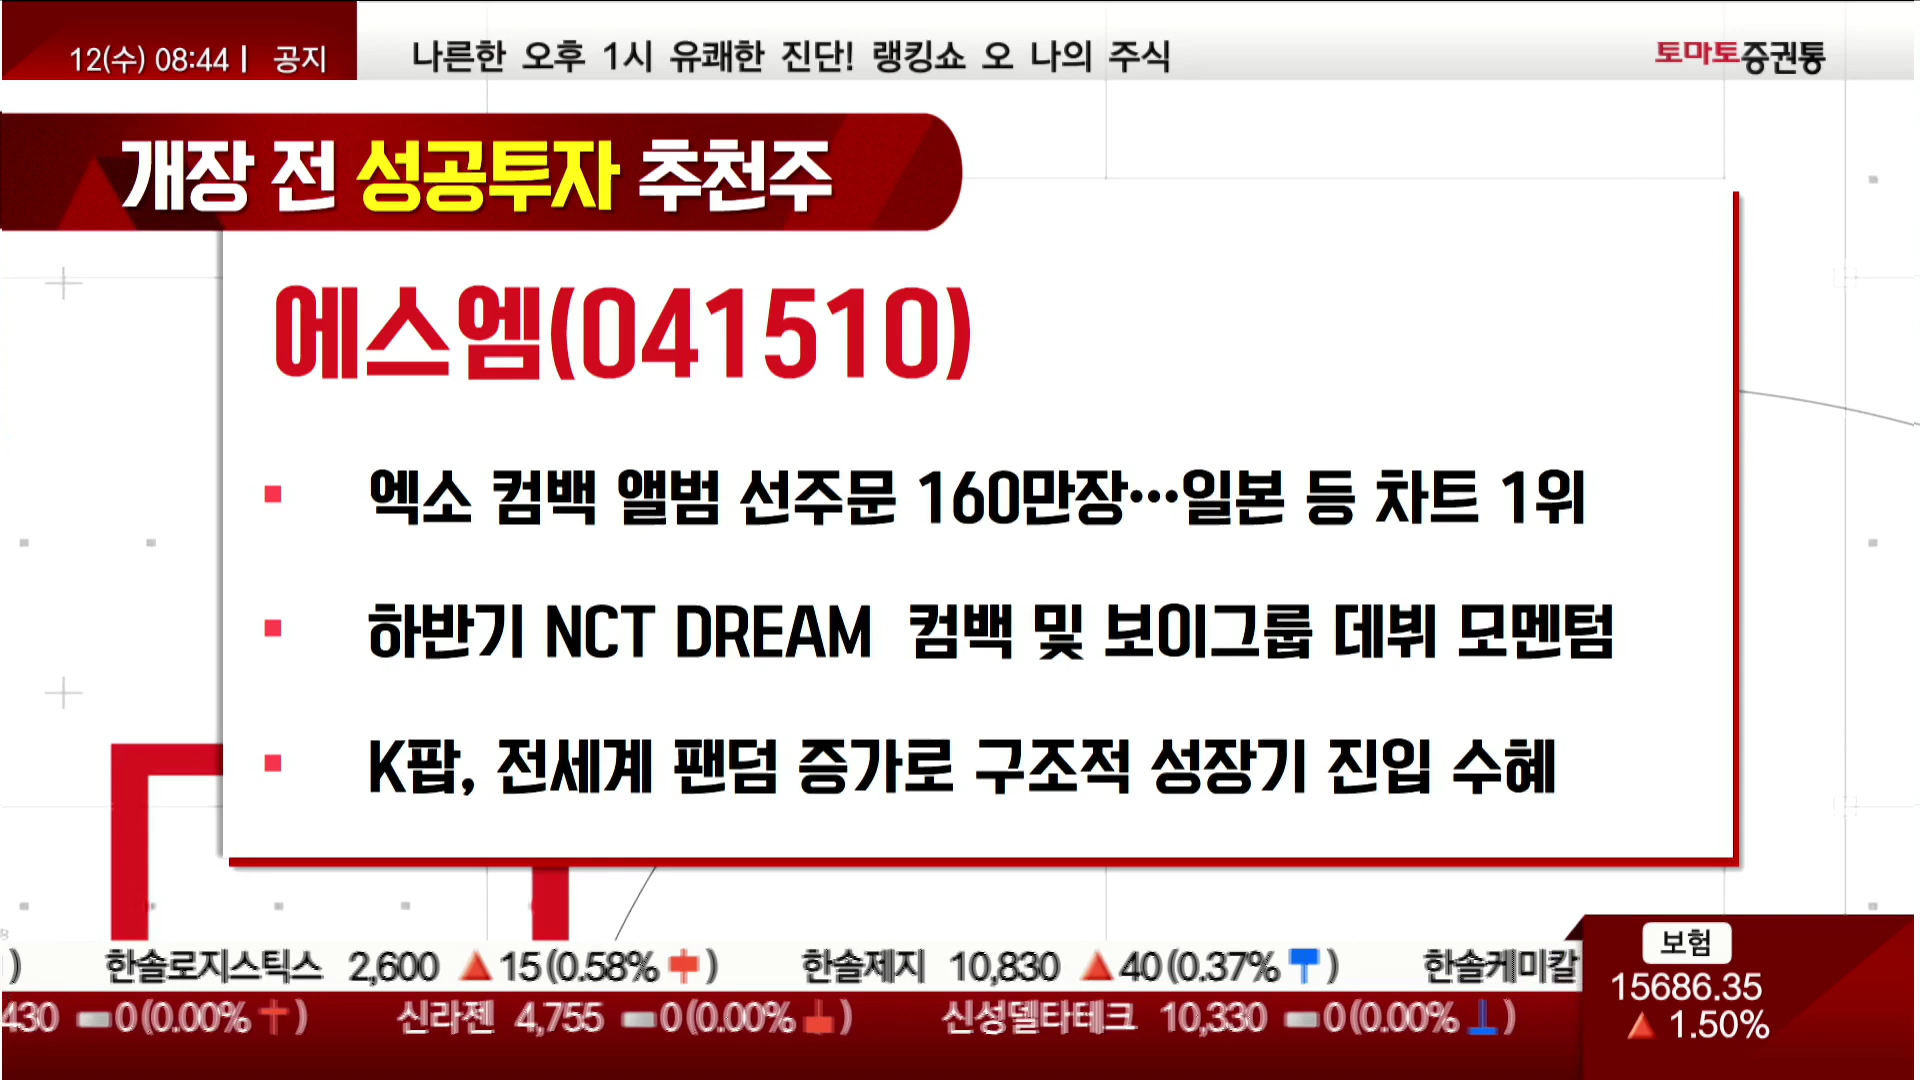 12(수) 08:44 | 공지 나른한 오후 1시 유쾌한 진단! 랭킹쇼 오 나의 주식 토마토증권통
개장 전 성공투자 추천주
에스엠(041510)
▪ 엑소 컴백 앨범 선주문 160만장…일본 등 차트 1위
▪ 하반기 NCT DREAM 컴백 및 보이그룹 데뷔 모멘텀
▪ K팝, 전세계 팬덤 증가로 구조적 성장기 진입 수혜
) 한솔로지스틱스 2,600 ▲15(0.58%) 한솔제지 10,830 ▲40(0.37%) 한솔케미칼
430 0(0.00%) 신라젠 4,755 0(0.00%) 신성델타테크 10,330 0(0.00%)
보험
15686.35
▲ 1.50%